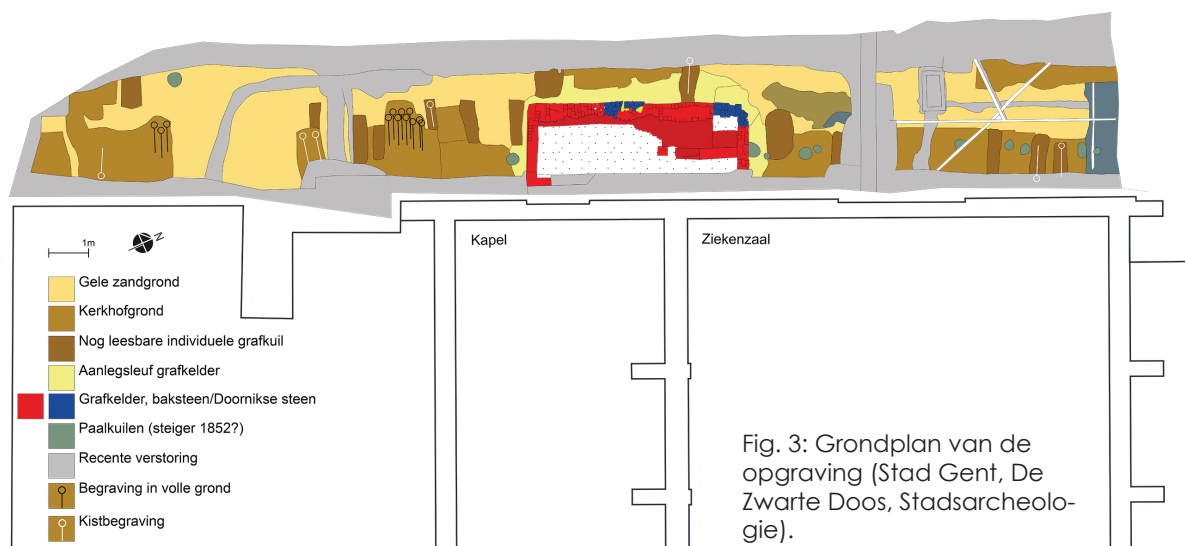 Kapel
Ziekenzaal
1m
N
Gele zandgrond
Kerkhofgrond
Nog leesbare individuele grafkuil
Aanlegsleuf grafkelder
Grafkelder, baksteen/Doornikse steen
Paalkuilen (steiger 1852?)
Recente verstoring
Begraving in volle grond
Kistbegraving
Fig. 3: Grondplan van de
opgraving (Stad Gent, De
Zwarte Doos, Stadsarcheolo-
gie).